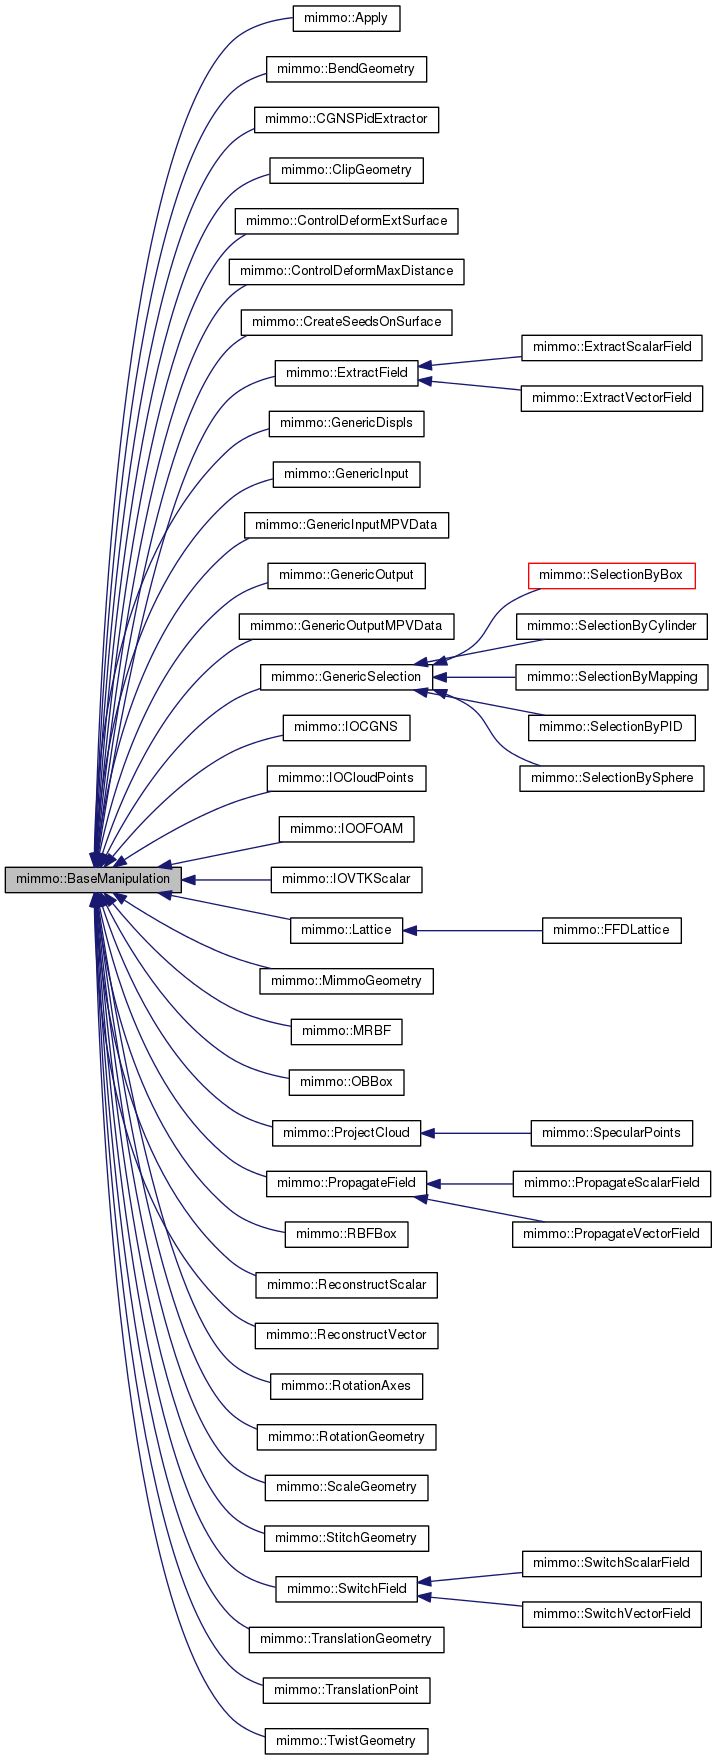 mimmo::Apply
mimmo::BendGeometry
mimmo::CGNSPidExtractor
mimmo::ClipGeometry
mimmo::ControlDeformExtSurface
mimmo::ControlDeformMaxDistance
mimmo::CreateSeedsOnSurface
mimmo::ExtractScalarField
mimmo::ExtractField
mimmo::ExtractVectorField
mimmo::GenericDispls
mimmo::GenericInput
mimmo::GenericInputMPVData
mimmo::GenericOutput
mimmo::SelectionByBox
mimmo::GenericOutputMPVData
mimmo::SelectionByCylinder
mimmo::GenericSelection
mimmo::SelectionByMapping
mimmo::IOCGNS
mimmo::SelectionByPID
mimmo::IOCloudPoints
mimmo::SelectionBySphere
mimmo::IOOFOAM
mimmo::BaseManipulation
mimmo::IOVTKScalar
mimmo::Lattice
mimmo::FFDLattice
mimmo::MimmoGeometry
mimmo::MRBF
mimmo::OBBox
mimmo::ProjectCloud
mimmo::SpecularPoints
mimmo::PropagateField
mimmo::PropagateScalarField
mimmo::RBFBox
mimmo::PropagateVectorField
mimmo::ReconstructScalar
mimmo::ReconstructVector
mimmo::RotationAxes
mimmo::RotationGeometry
mimmo::ScaleGeometry
mimmo::StitchGeometry
mimmo::SwitchScalarField
mimmo::SwitchField
mimmo::SwitchVectorField
mimmo::TranslationGeometry
mimmo::TranslationPoint
mimmo::TwistGeometry